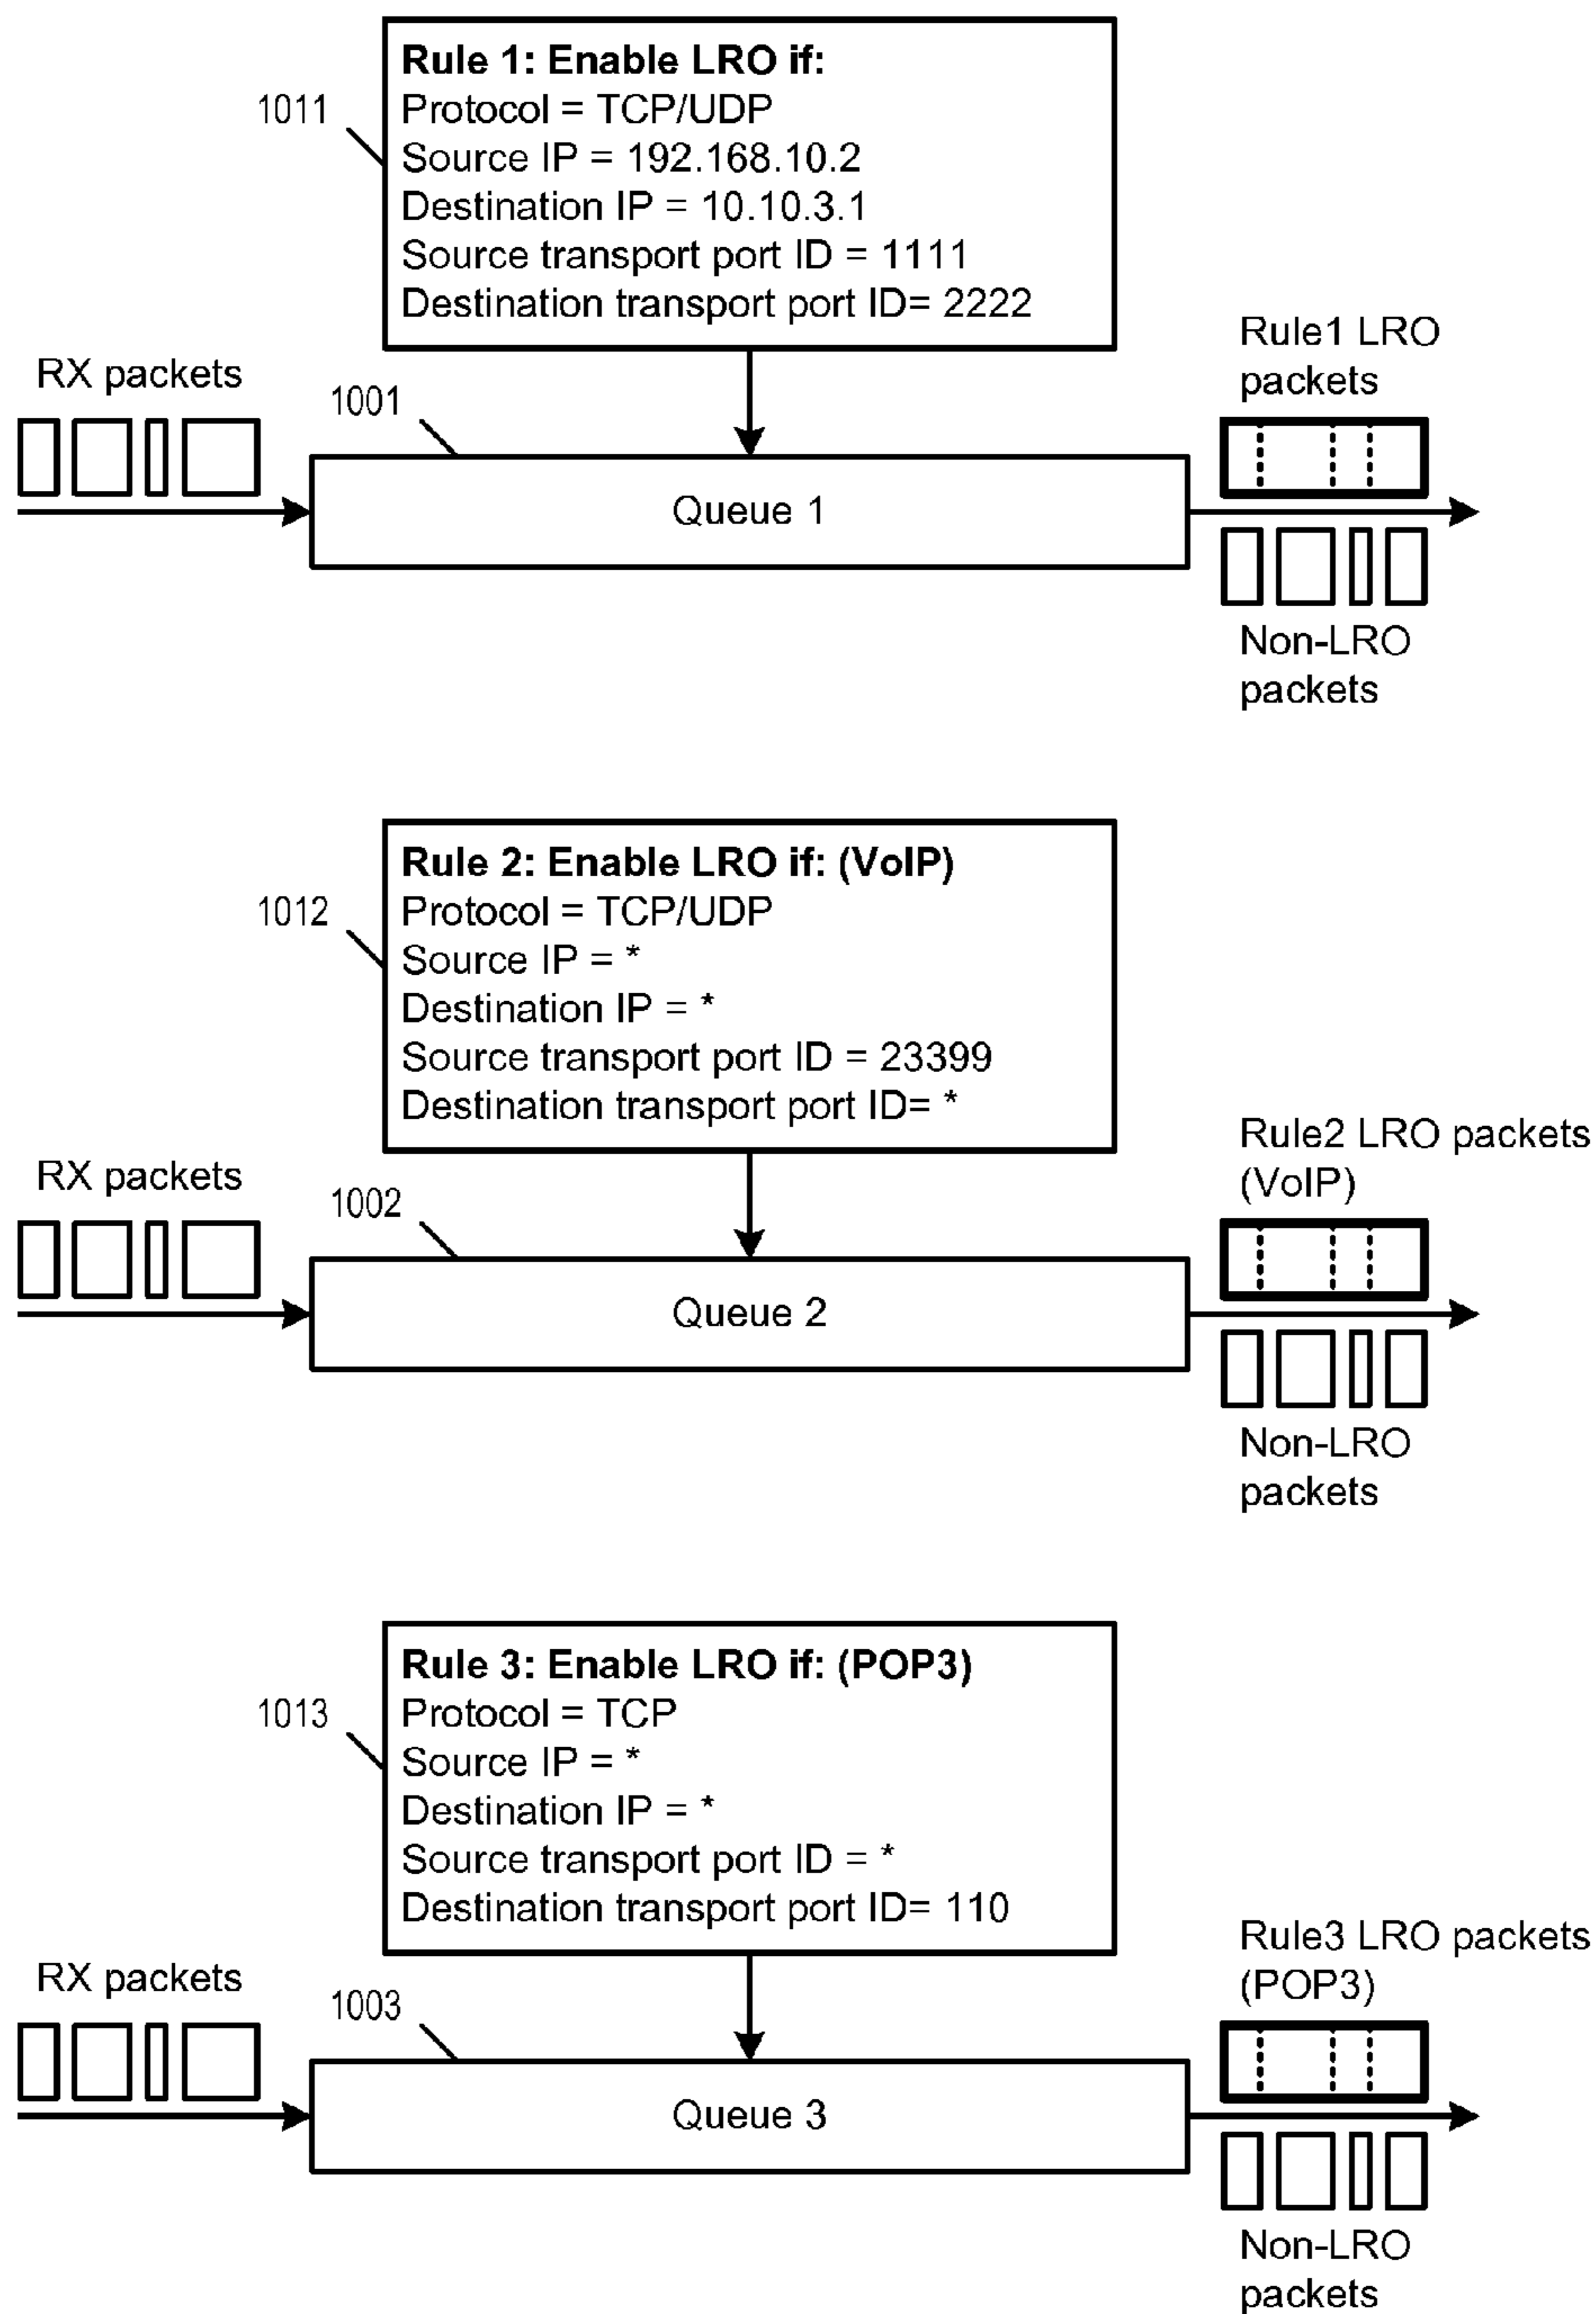 Rule 1: Enable LRO if:
Protocol = TCP/UDP
Source IP = 192.168.10.2
Destination IP = 10.10.3.1
Source transport port ID = 1111
Destination transport port ID= 2222
1011
RX packets
1001
Queue 1
Rule1 LRO
packets
Non-LRO
packets
Rule 2: Enable LRO if: (VoIP)
Protocol = TCP/UDP
Source IP = *
Destination IP = *
Source transport port ID = 23399
Destination transport port ID= *
1012
RX packets
1002
Queue 2
Rule2 LRO packets
(VoIP)
Non-LRO
packets
Rule 3: Enable LRO if: (POP3)
Protocol = TCP
Source IP = *
Destination IP = *
Source transport port ID = *
Destination transport port ID= 110
1013
RX packets
1003
Queue 3
Rule3 LRO packets
(POP3)
Non-LRO
packets